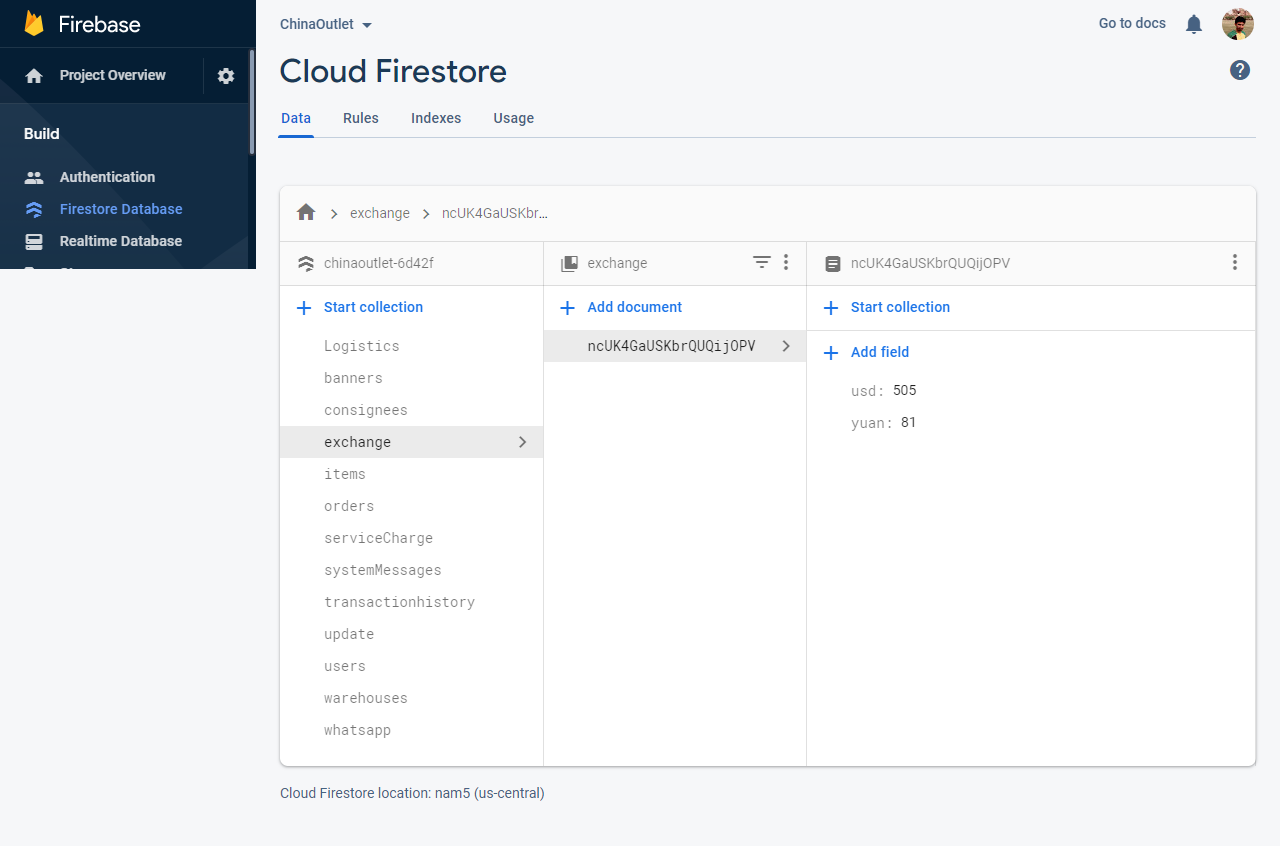 Firebase
Project Overview
Build
Authentication
Firestore Database
Realtime Database
ChinaOutlet
Go to docs
Cloud Firestore
Data Rules Indexes Usage
exchange ncUK4GaUSKbr...
chinaoutlet-6d42f
Start collection
Logistics
banners
consignees
exchange
items
orders
serviceCharge
systemMessages
transactionhistory
update
users
warehouses
whatsapp
exchange
Add document
ncUK4GaUSKbrQUQijOPV
ncUK4GaUSKbrQUQijOPV
Start collection
Add field
usd: 505
yuan: 81
Cloud Firestore location: nam5 (us-central)